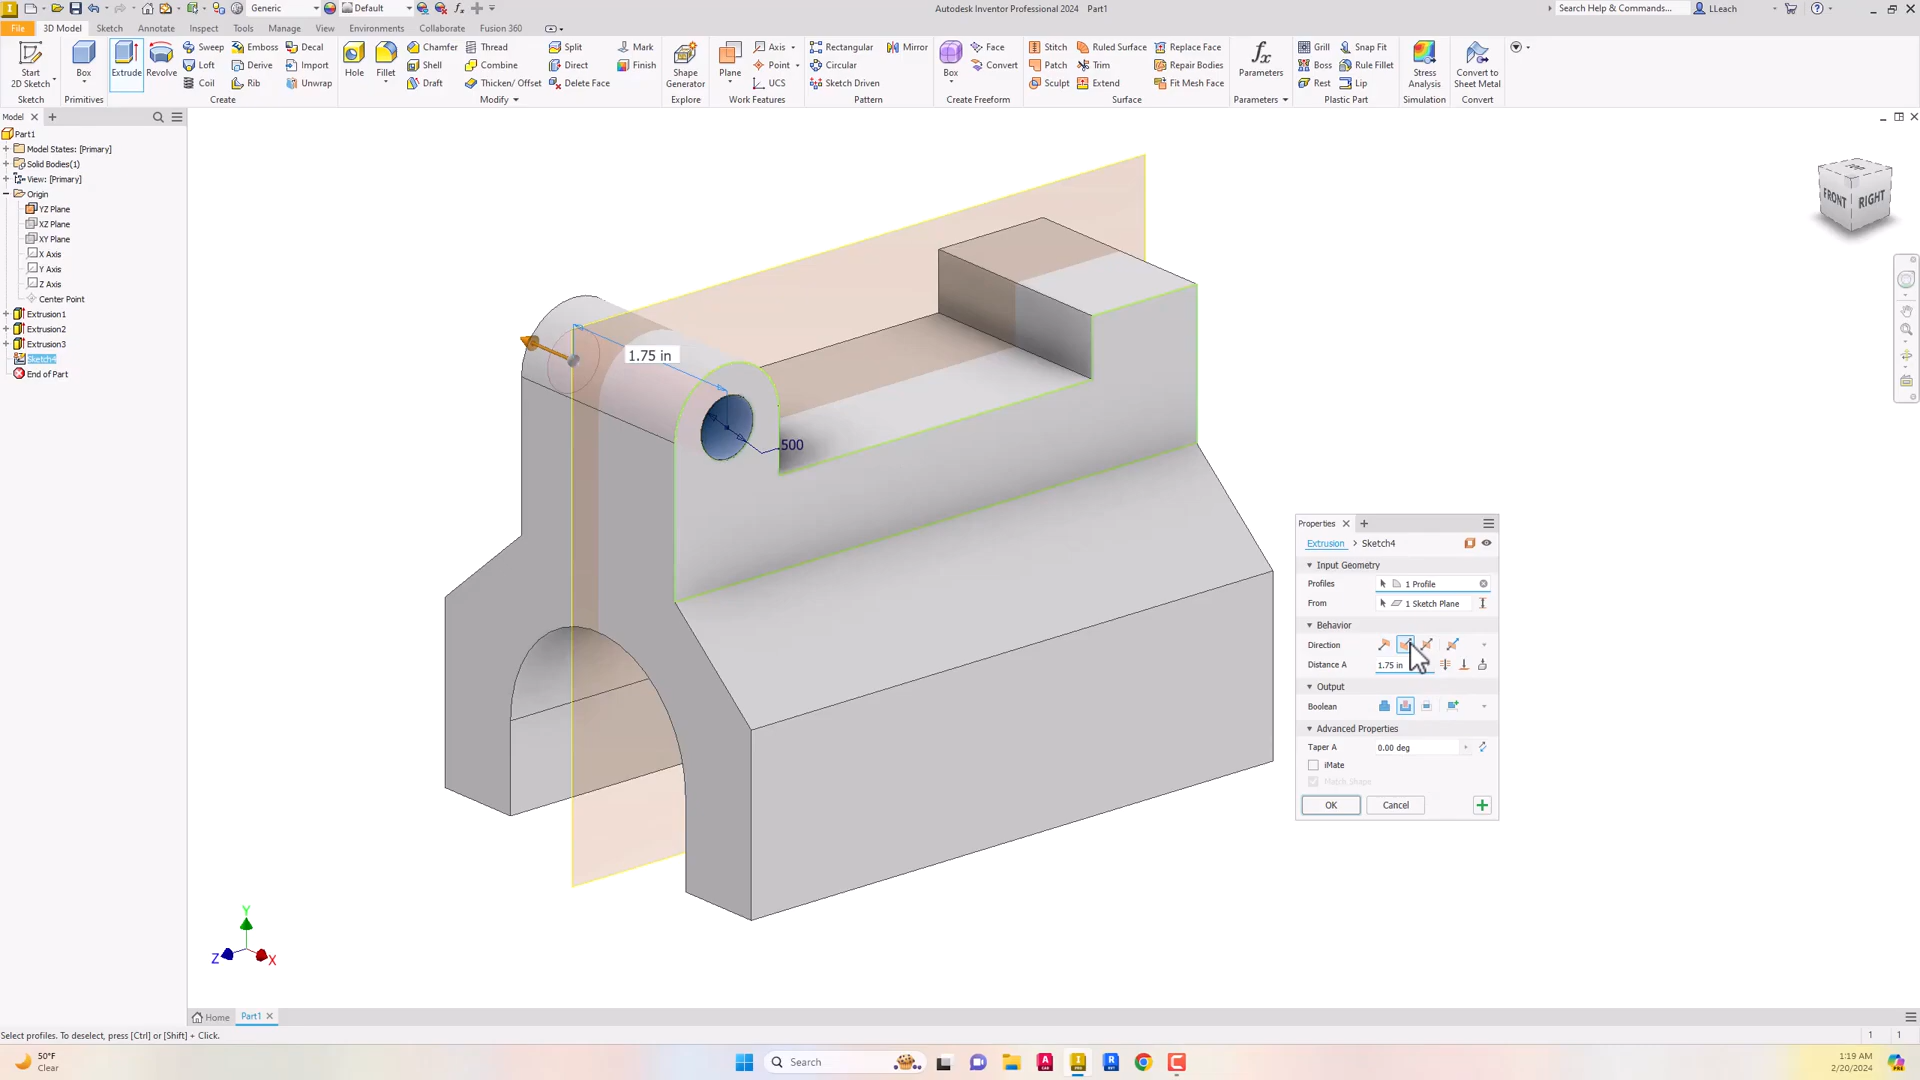 Generic
Default
Autodesk Inventor Professional 2024 Part1
Search Help & Commands...
LLeach
File 3D Model Sketch Annotate Inspect Tools Manage View Environments Collaborate Fusion 360
Start
2D Sketch
Sketch
Box
Primitives
Extrude
Revolve
Sweep
Loft
Coil
Emboss
Derive
Rib
Decal
Import
Unwrap
Create
Hole
Fillet
Chamfer
Shell
Draft
Thread
Combine
Thicken/ Offset
Split
Direct
Delete Face
Mark
Finish
Modify
Shape
Generator
Explore
Plane
Axis
Point
UCS
Work Features
Rectangular
Circular
Sketch Driven
Mirror
Pattern
Box
Face
Convert
Create Freeform
Stitch
Patch
Sculpt
Ruled Surface
Trim
Extend
Replace Face
Repair Bodies
Fit Mesh Face
Surface
fx
Parameters
Parameters
Grill
Boss
Rest
Snap Fit
Rule Fillet
Lip
Plastic Part
Stress
Analysis
Simulation
Convert to
Sheet Metal
Convert
Model
Part1
Model States: [Primary]
Solid Bodies(1)
View: [Primary]
Origin
YZ Plane
XZ Plane
XY Plane
X Axis
Y Axis
Z Axis
Center Point
Extrusion1
Extrusion2
Extrusion3
Sketch4
End of Part
TOP
FRONT
RIGHT
1.75 in
.500
Properties
Extrusion > Sketch4
Input Geometry
Profiles 1 Profile
From 1 Sketch Plane
Behavior
Direction
Distance A 1.75 in
Output
Boolean
Advanced Properties
Taper A 0.00 deg
iMate
Match Shape
OK Cancel
Y
Z
X
Home Part1
Select profiles. To deselect, press [Ctrl] or [Shift] + Click.
1 1
50°F
Clear
Search
1:19 AM
2/20/2024